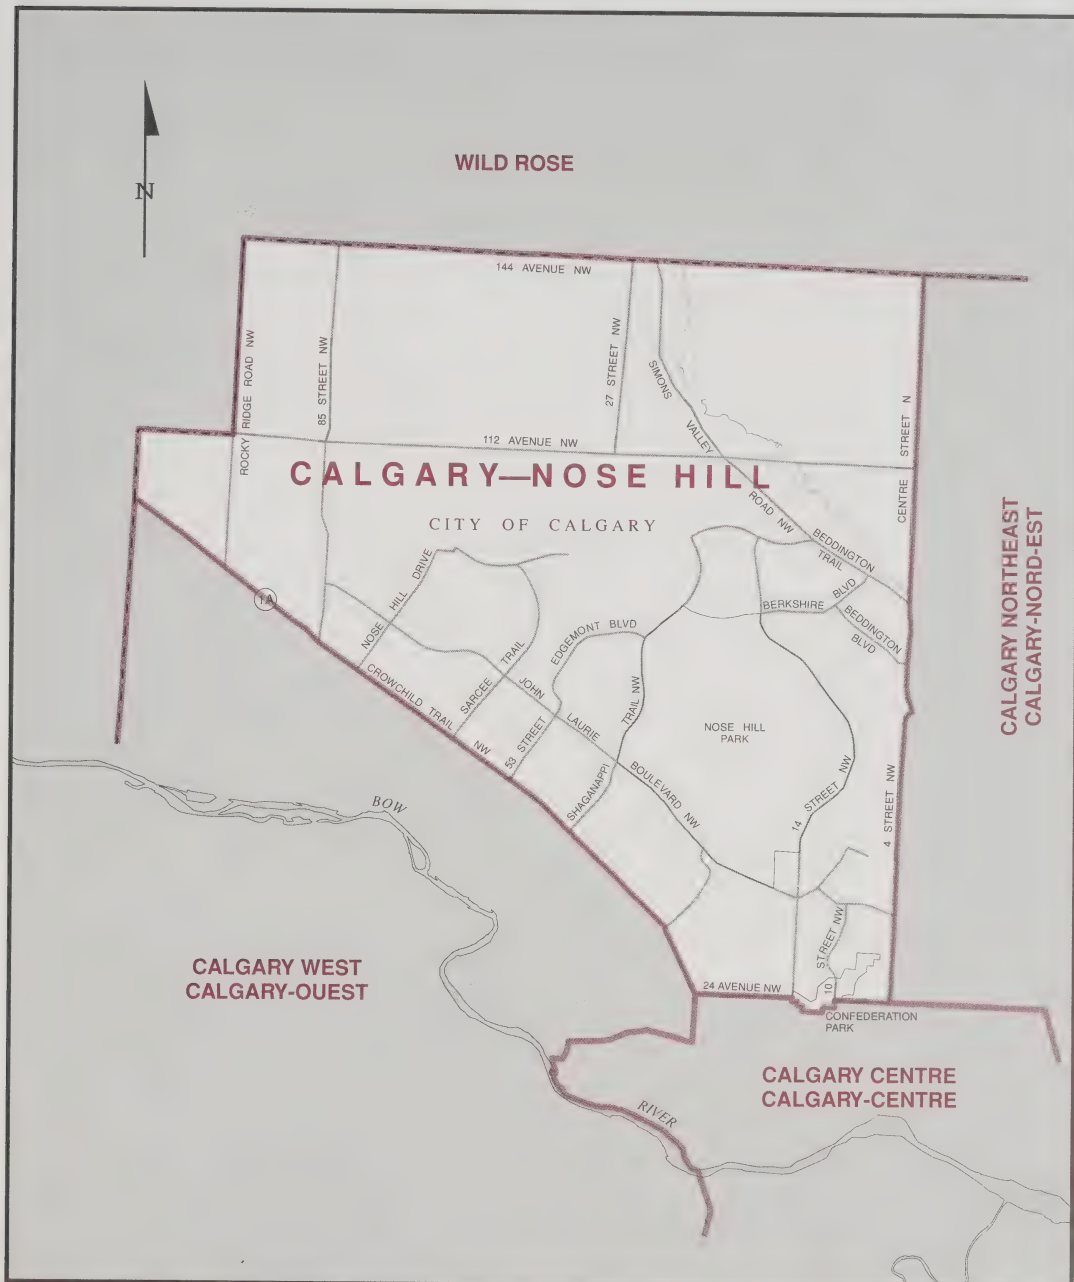 N
WILD ROSE
144 AVENUE NW
ROCKY RIDGE ROAD NW
85 STREET NW
27 STREET NW
SIMONS
VALLEY
ROAD NW
CENTRE STREET N
112 AVENUE NW
CALGARY—NOSE HILL
CITY OF CALGARY
CALGARY NORTHEAST
CALGARY-NORD-EST
BEDDINGTON
TRAIL
BERKSHIRE BLVD
BEDDINGTON
BLVD
1A
NOSE HILL DRIVE
EDGEMONT BLVD
SARCEE TRAIL
CROWCHILD TRAIL NW
JOHN LAURIE
BOULEVARD NW
53 STREET
SHAGANAPPI
TRAIL NW
NOSE HILL
PARK
14 STREET NW
4 STREET NW
BOW
RIVER
10 STREET NW
CALGARY WEST
CALGARY-OUEST
24 AVENUE NW
CONFEDERATION
PARK
CALGARY CENTRE
CALGARY-CENTRE